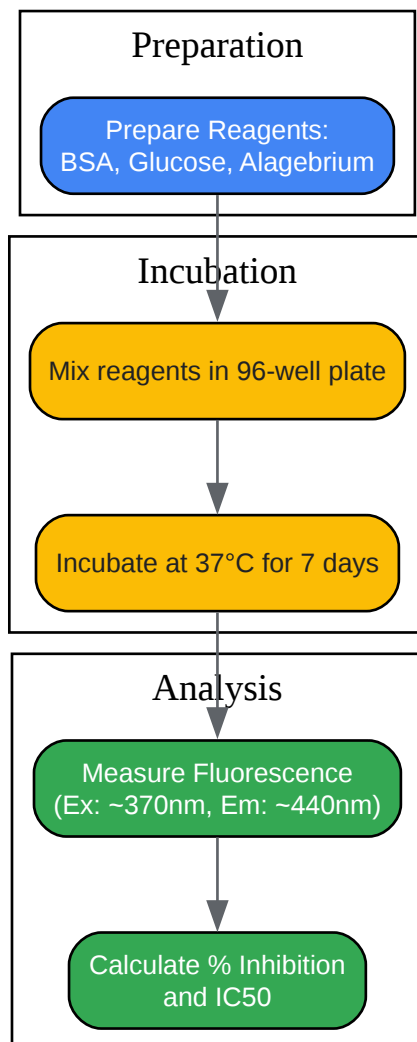 Preparation
Prepare Reagents:
BSA, Glucose, Alagebrium
Incubation
Mix reagents in 96-well plate
Incubate at 37°C for 7 days
Analysis
Measure Fluorescence
(Ex: ~370nm, Em: ~440nm)
Calculate % Inhibition
and IC50